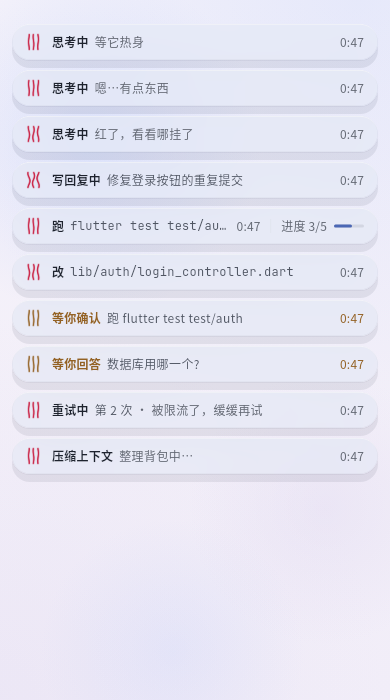 思考中 等它热身 0:47
思考中 嗯…有点东西 0:47
思考中 红了，看看哪挂了 0:47
写回复中 修复登录按钮的重复提交 0:47
跑 flutter test test/au… 0:47 进度 3/5
改 lib/auth/login_controller.dart 0:47
等你确认 跑 flutter test test/auth 0:47
等你回答 数据库用哪一个? 0:47
重试中 第 2 次 · 被限流了，缓缓再试 0:47
压缩上下文 整理背包中… 0:47